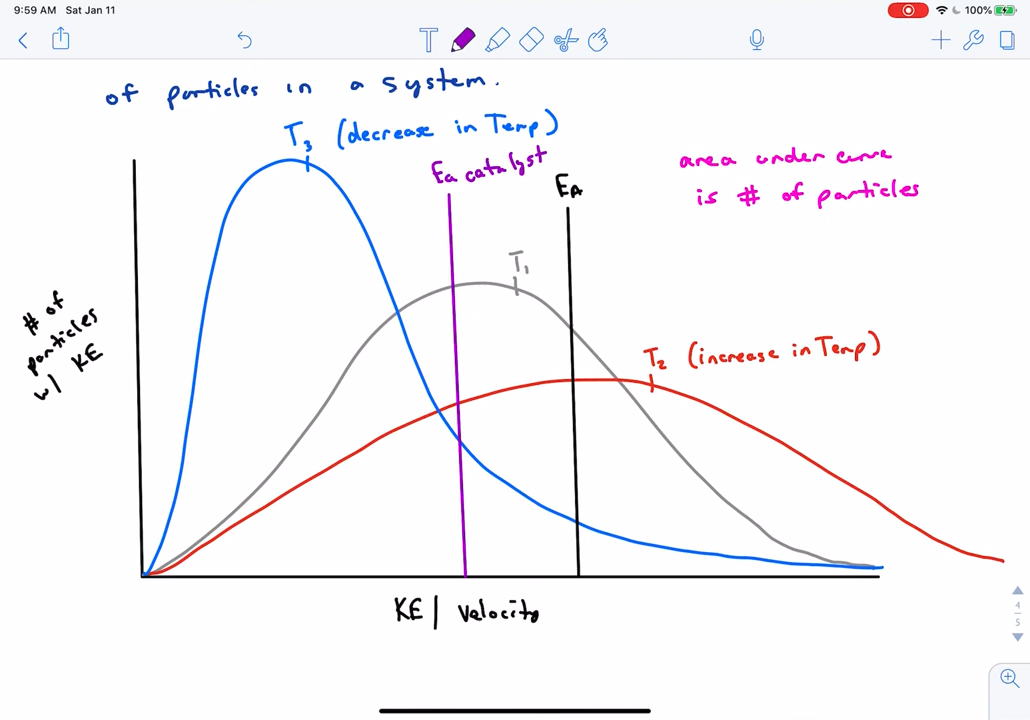 9:59 AM Sat Jan 11
100%
of particles in a system.
T3 (decrease in Temp)
Ea catalyst
EA
area under curve
is # of particles
T1
# of
particles
w/ KE
T2 (increase in Temp)
KE | velocity
4
5